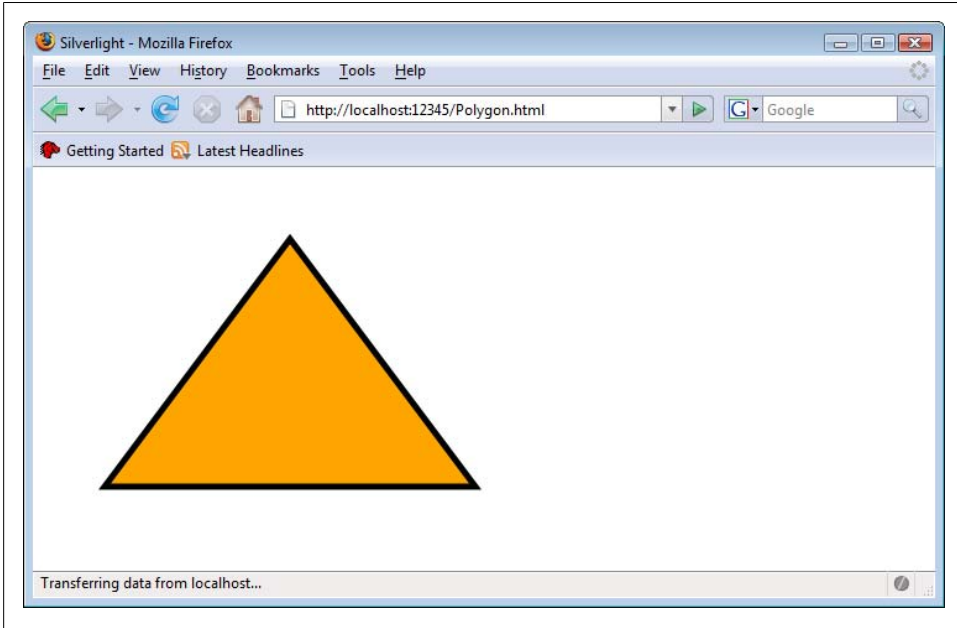 Silverlight - Mozilla Firefox
File Edit View History Bookmarks Tools Help
http://localhost:12345/Polygon.html G Google
Getting Started Latest Headlines
Transferring data from localhost...